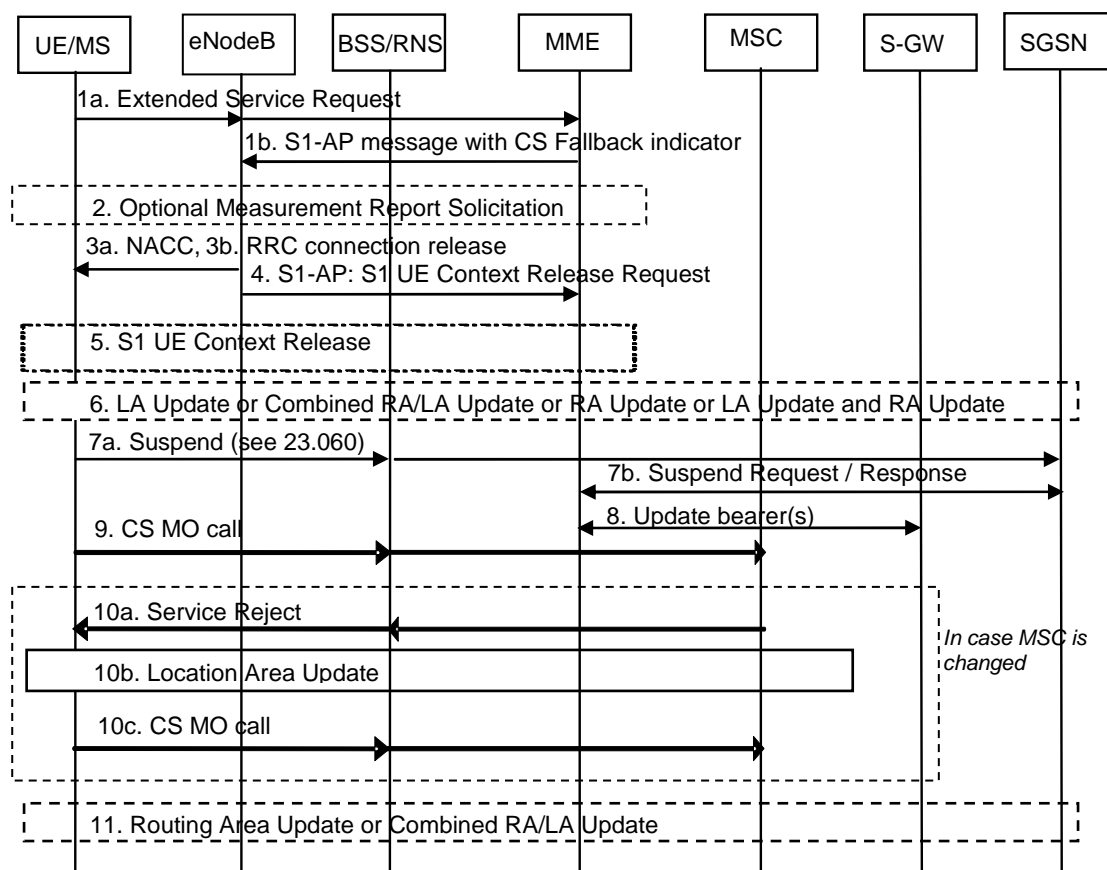 UE/MS
eNodeB
BSS/RNS
MME
MSC
S-GW
SGSN
1a. Extended Service Request
1b. S1-AP message with CS Fallback indicator
2. Optional Measurement Report Solicitation
3a. NACC, 3b. RRC connection release
4. S1-AP: S1 UE Context Release Request
5. S1 UE Context Release
6. LA Update or Combined RA/LA Update or RA Update or LA Update and RA Update
7a. Suspend (see 23.060)
7b. Suspend Request / Response
8. Update bearer(s)
9. CS MO call
10a. Service Reject
In case MSC is
changed
10b. Location Area Update
10c. CS MO call
11. Routing Area Update or Combined RA/LA Update